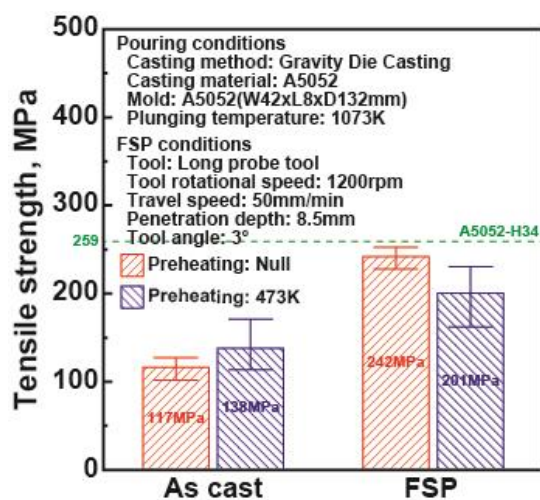 500
400
300
200
100
0
Tensile strength, MPa
Pouring conditions
Casting method: Gravity Die Casting
Casting material: A5052
Mold: A5052(W42xL8xD132mm)
Plunging temperature: 1073K
FSP conditions
Tool: Long probe tool
Tool rotational speed: 1200rpm
Travel speed: 50mm/min
Penetration depth: 8.5mm
Tool angle: 3°
259
A5052-H34
Preheating: Null
Preheating: 473K
117MPa
138MPa
242MPa
201MPa
As cast
FSP